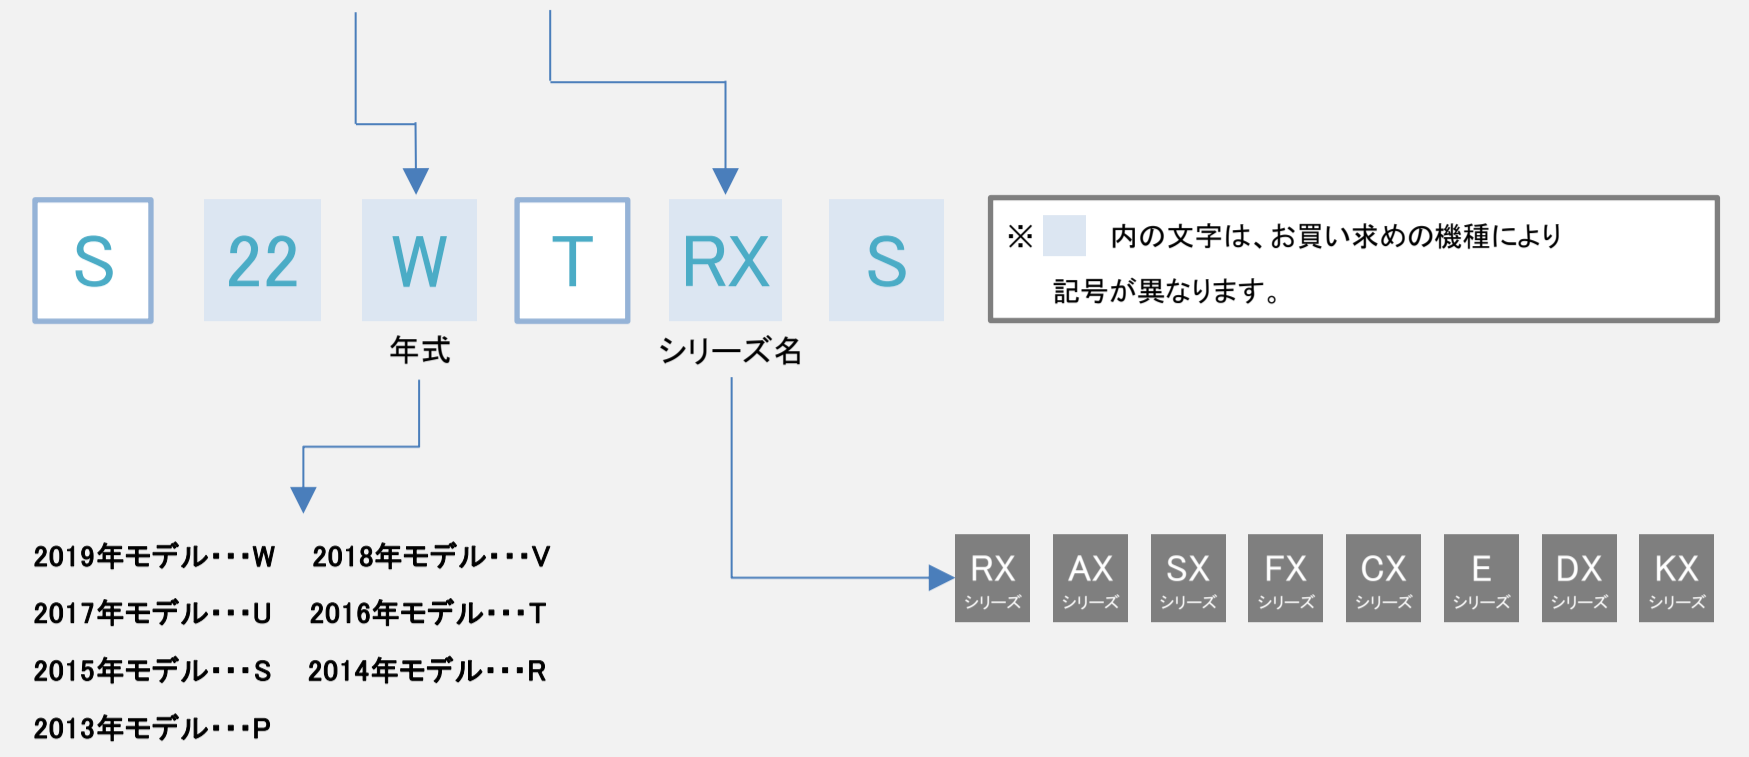 S 22 W T RX S
※ 内の文字は、お買い求めの機種により
記号が異なります。
年式 シリーズ名
2019年モデル・・・W 2018年モデル・・・V
2017年モデル・・・U 2016年モデル・・・T
2015年モデル・・・S 2014年モデル・・・R
2013年モデル・・・P
RX AX SX FX CX E DX KX
シリーズ シリーズ シリーズ シリーズ シリーズ シリーズ シリーズ シリーズ